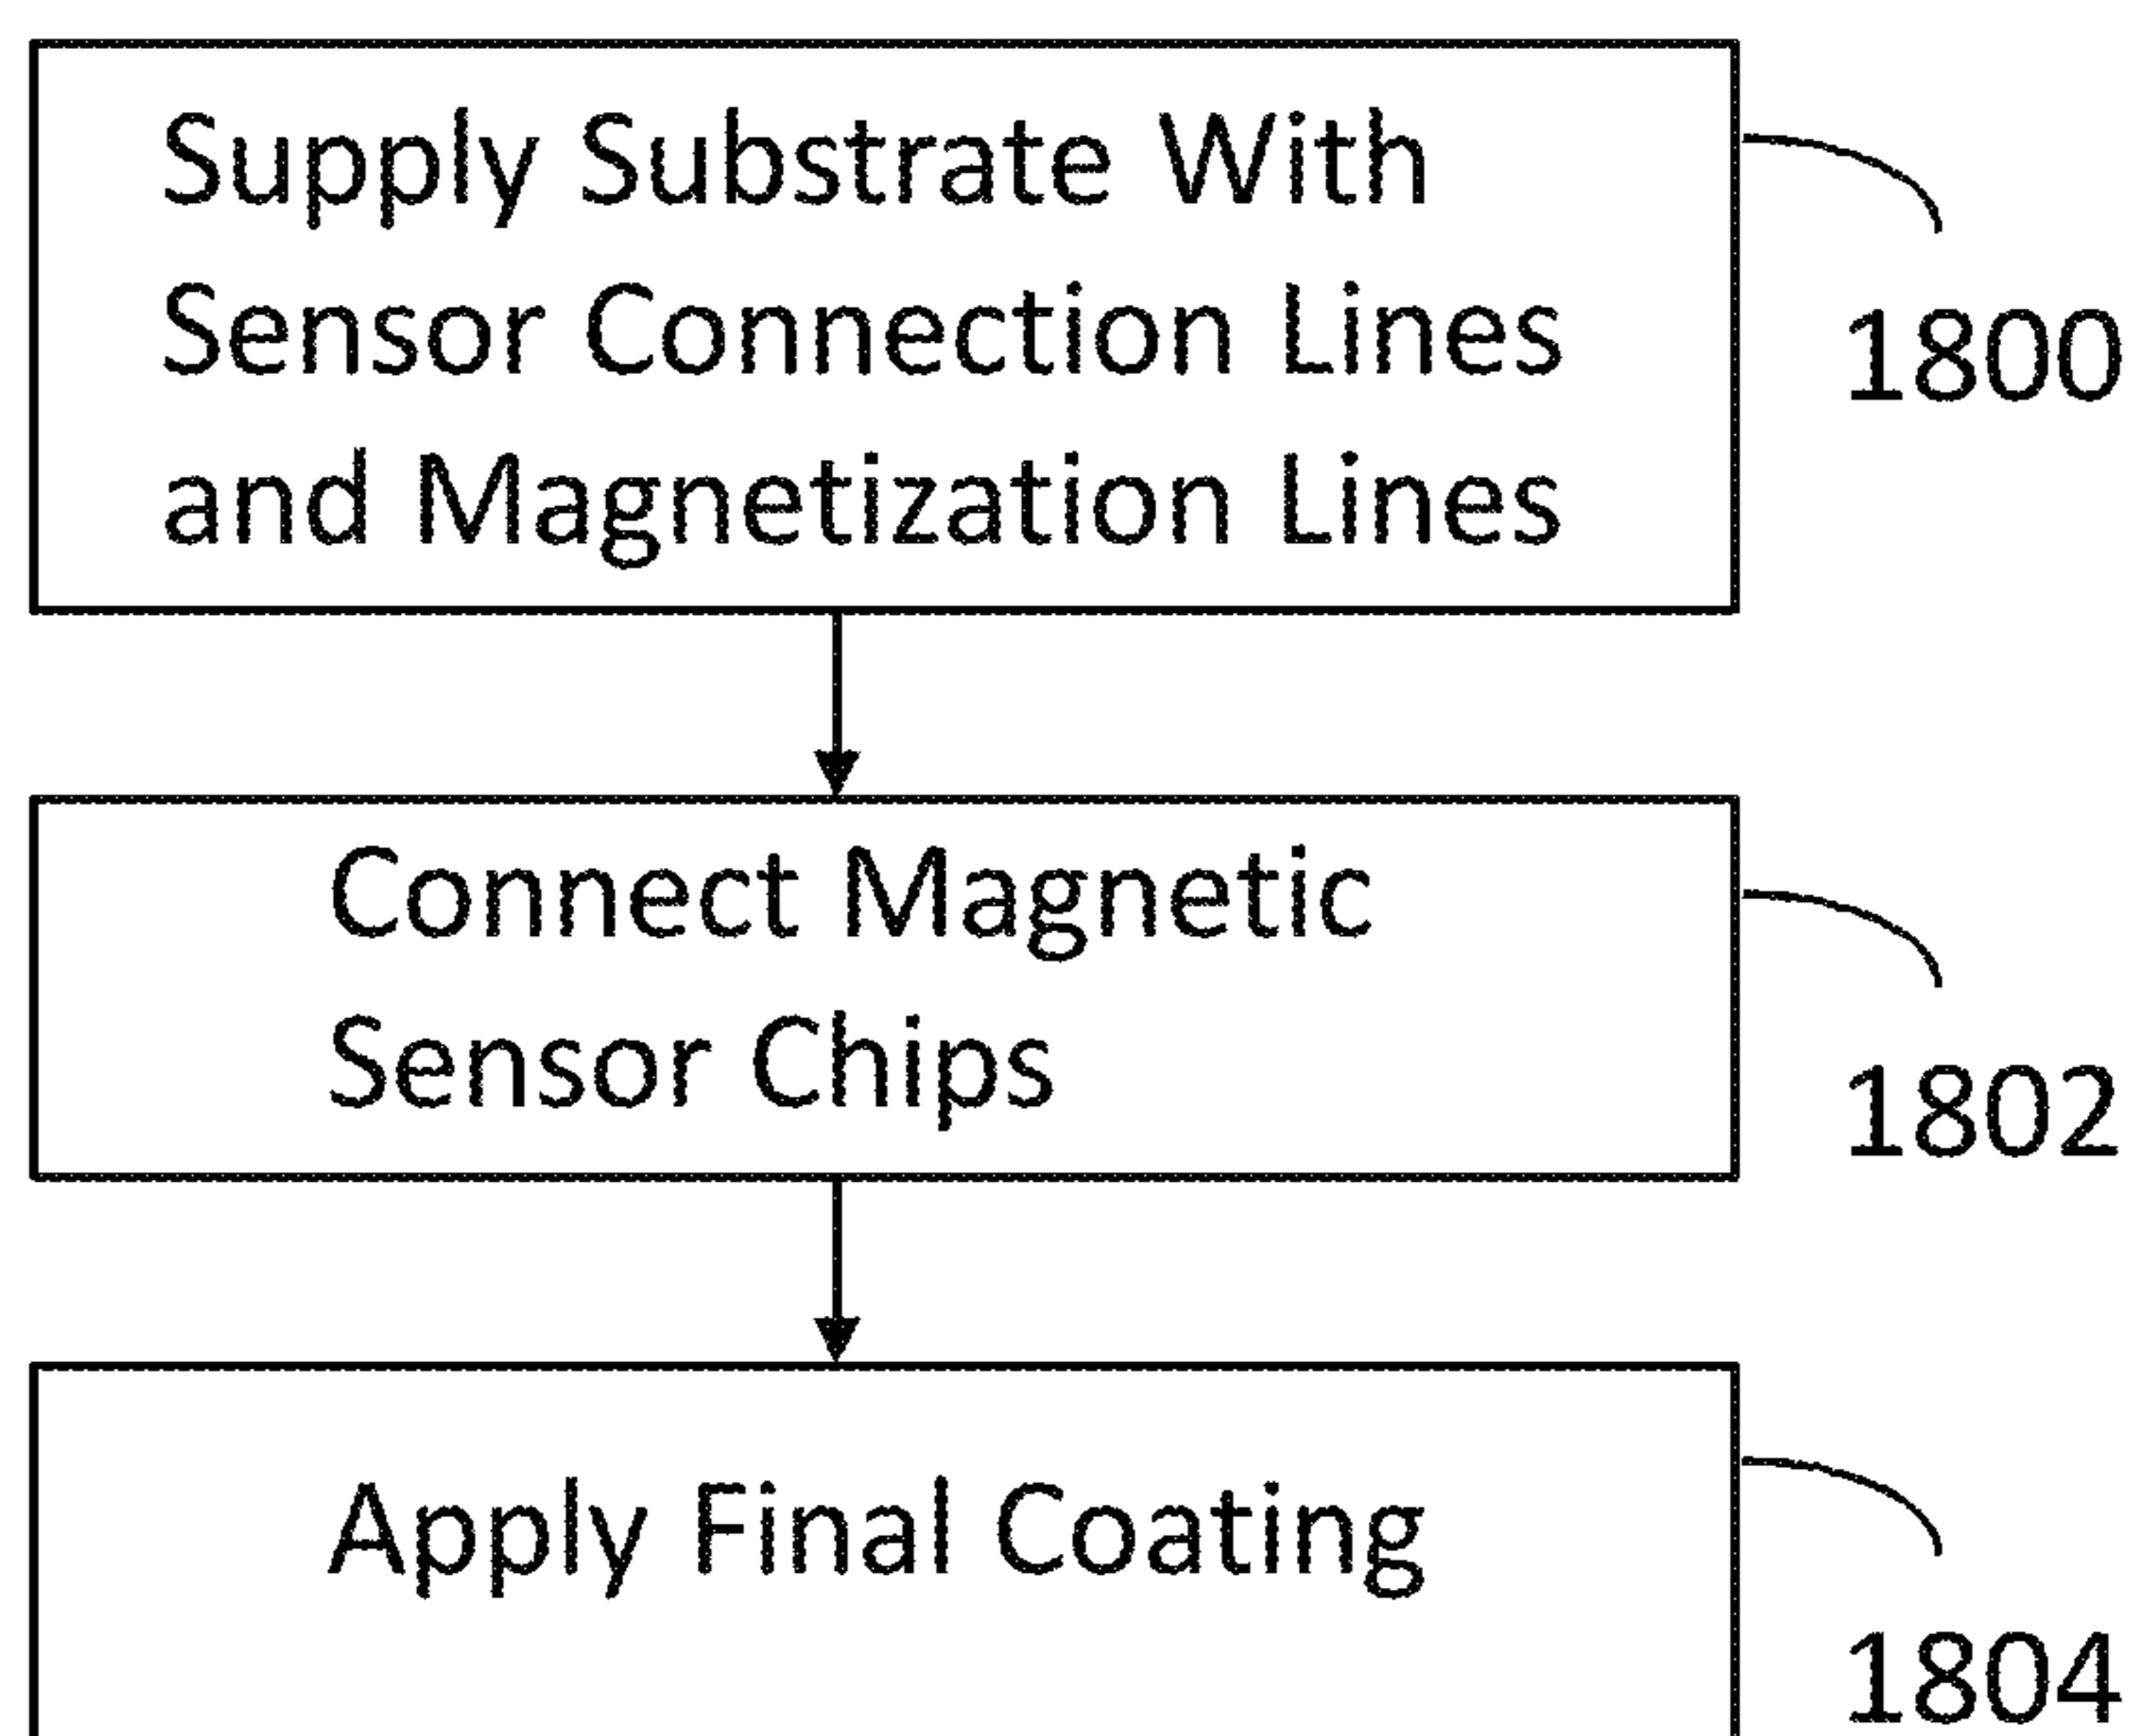 Supply Substrate With
Sensor Connection Lines
and Magnetization Lines
1800
Connect Magnetic
Sensor Chips
1802
Apply Final Coating
1804